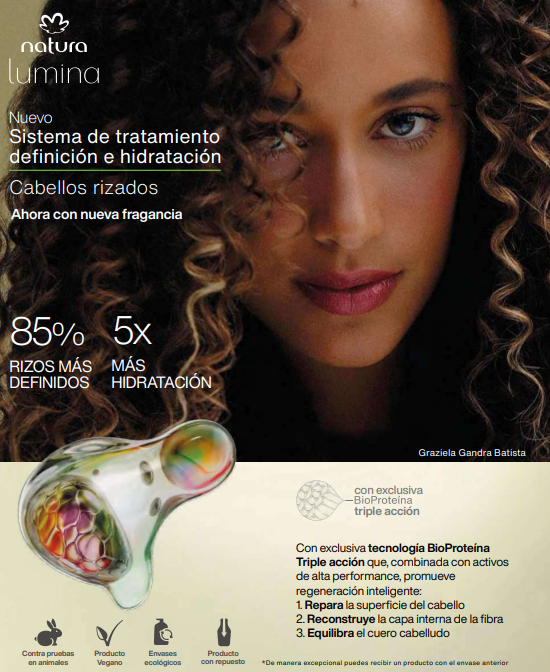 natura
lumina
Nuevo
Sistema de tratamiento
definición e hidratación
Cabellos rizados
Ahora con nueva fragancia
85% 5x
RIZOS MÁS MÁS
DEFINIDOS HIDRATACIÓN
Graziela Gandra Batista
con exclusiva
BioProteína
triple acción
Con exclusiva tecnología BioProteína
Triple acción que, combinada con activos
de alta performance, promueve
regeneración inteligente:
1. Repara la superficie del cabello
2. Reconstruye la capa interna de la fibra
3. Equilibra el cuero cabelludo
Contra pruebas Producto Envases Producto
en animales Vegano ecológicos con repuesto
*De manera excepcional puedes recibir un producto con el envase anterior